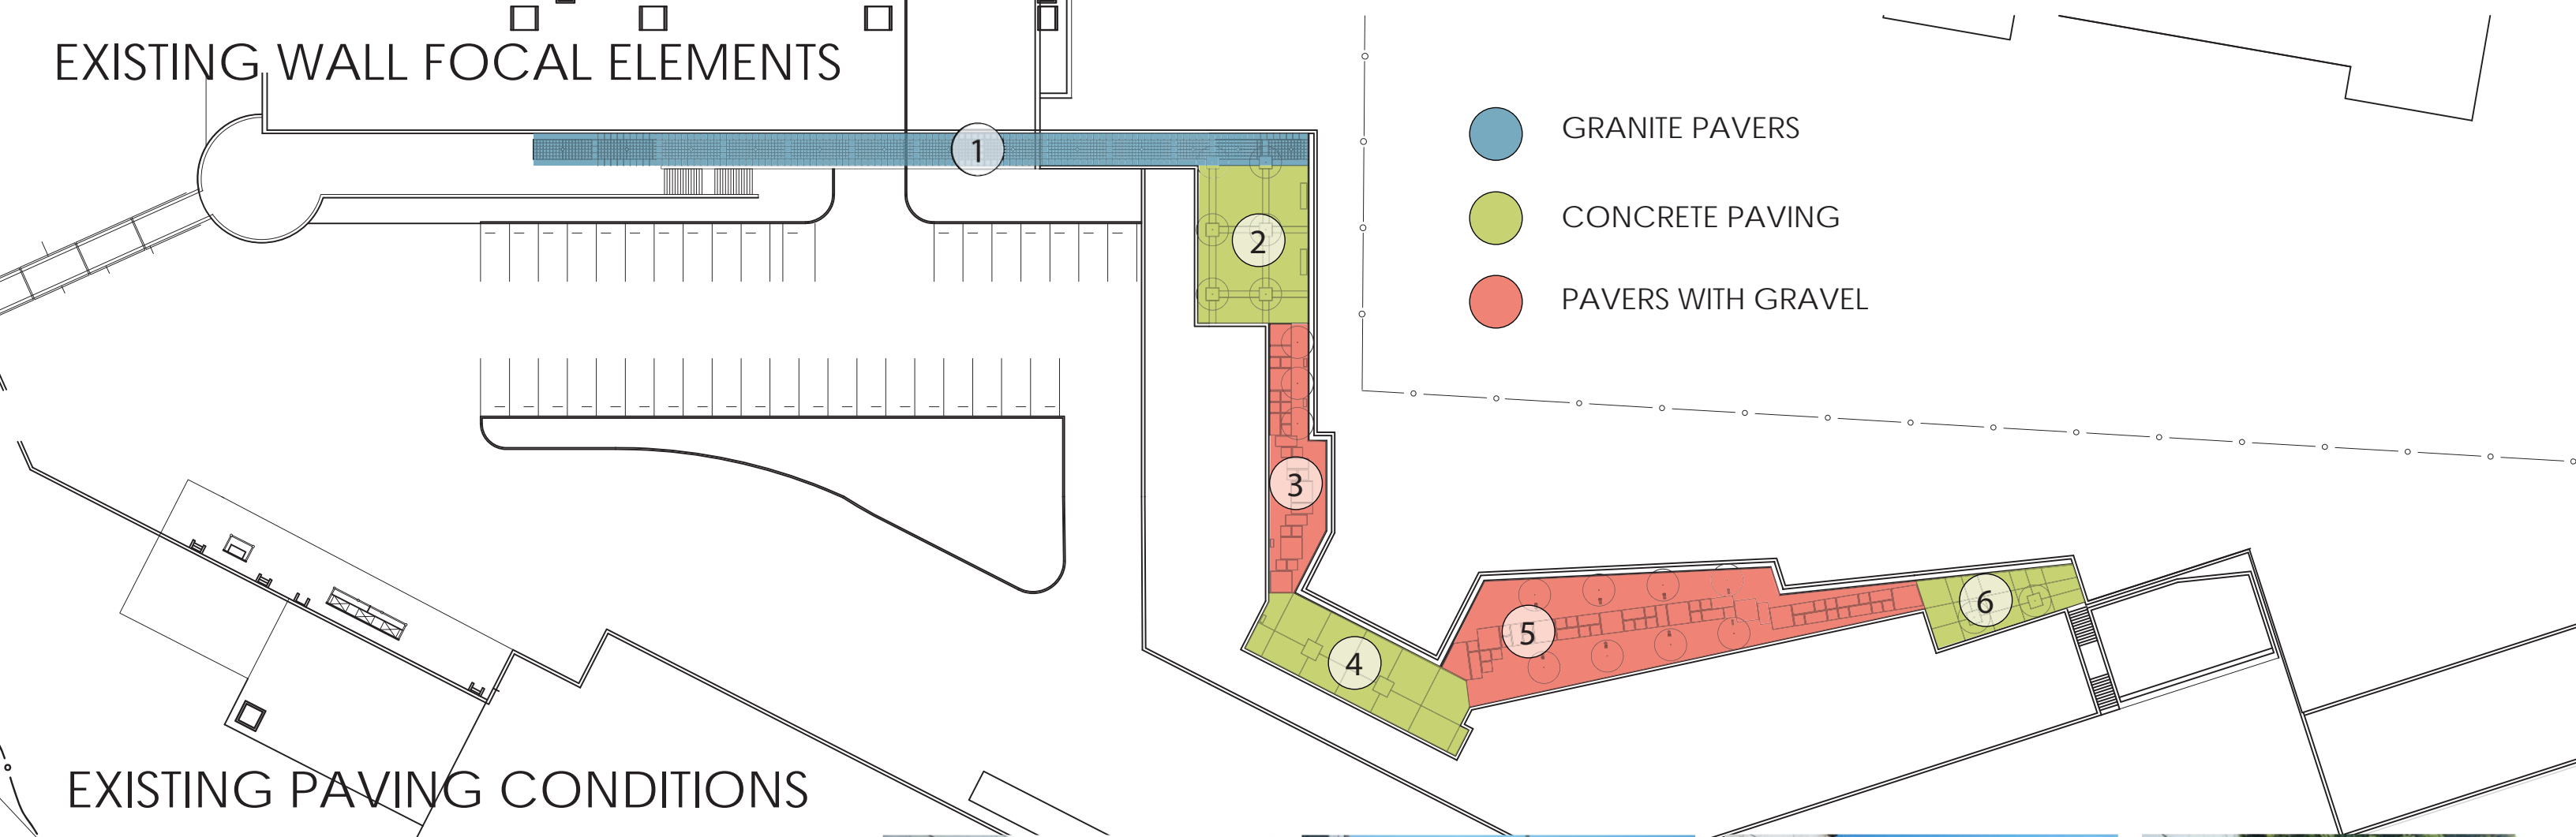 EXISTING WALL FOCAL ELEMENTS
GRANITE PAVERS
CONCRETE PAVING
PAVERS WITH GRAVEL
1
2
3
4
5
6
EXISTING PAVING CONDITIONS